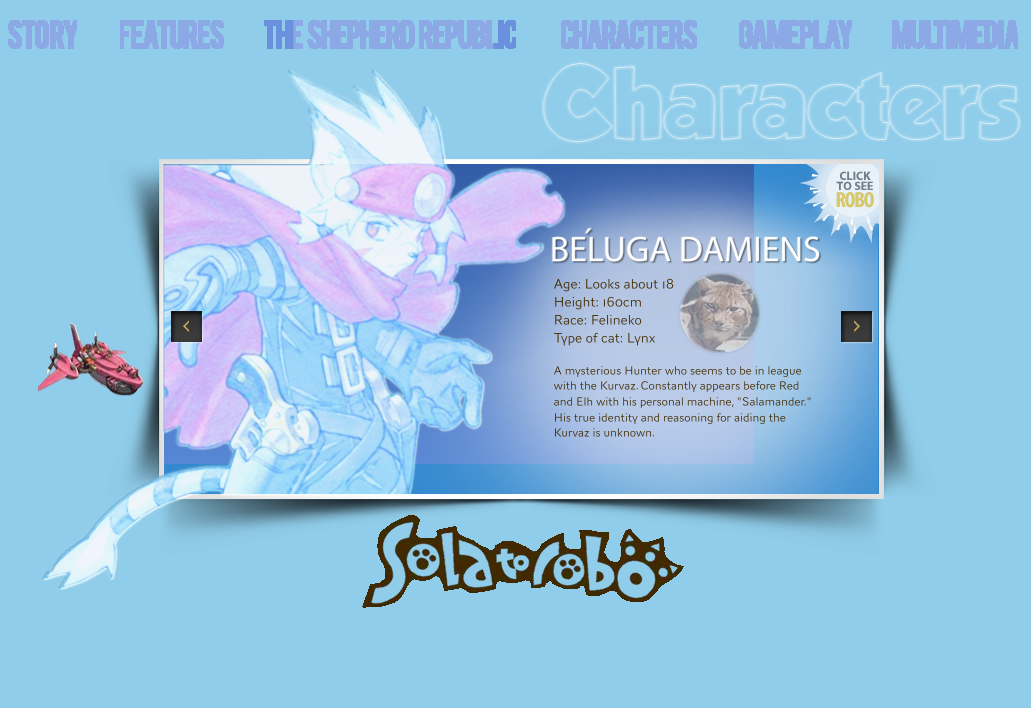 STORY FEATURES THE SHEPHERD REPUBLIC CHARACTERS GAMEPLAY MULTIMEDIA
Characters
CLICK
TO SEE
ROBO
BÉLUGA DAMIENS
Age: Looks about 18
Height: 160cm
Race: Felineko
Type of cat: Lynx
A mysterious Hunter who seems to be in league
with the Kurvaz. Constantly appears before Red
and Elh with his personal machine, "Salamander."
His true identity and reasoning for aiding the
Kurvaz is unknown.
Solatorobo